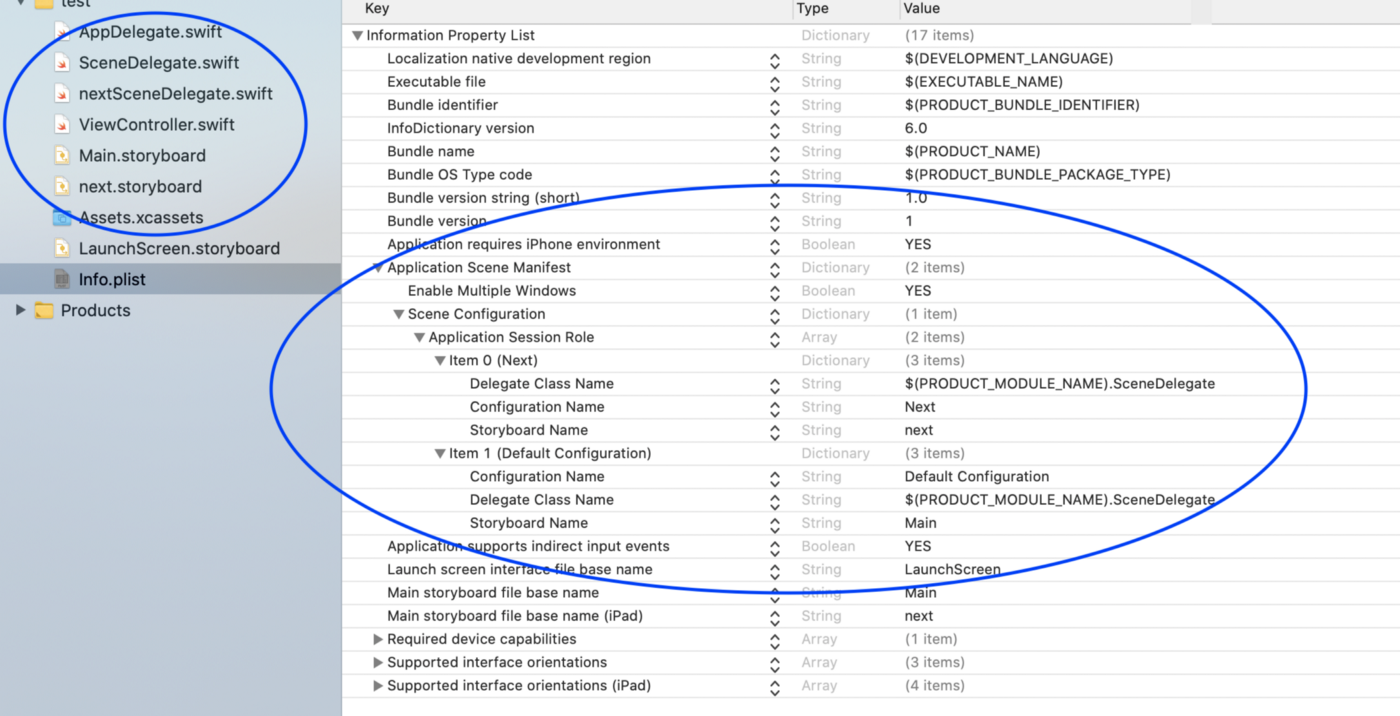 test
AppDelegate.swift
SceneDelegate.swift
nextSceneDelegate.swift
ViewController.swift
Main.storyboard
next.storyboard
Assets.xcassets
LaunchScreen.storyboard
Info.plist
Products
Key Type Value
Information Property List Dictionary (17 items)
Localization native development region String $(DEVELOPMENT_LANGUAGE)
Executable file String $(EXECUTABLE_NAME)
Bundle identifier String $(PRODUCT_BUNDLE_IDENTIFIER)
InfoDictionary version String 6.0
Bundle name String $(PRODUCT_NAME)
Bundle OS Type code String $(PRODUCT_BUNDLE_PACKAGE_TYPE)
Bundle version string (short) String 1.0
Bundle version String 1
Application requires iPhone environment Boolean YES
Application Scene Manifest Dictionary (2 items)
Enable Multiple Windows Boolean YES
Scene Configuration Dictionary (1 item)
Application Session Role Array (2 items)
Item 0 (Next) Dictionary (3 items)
Delegate Class Name String $(PRODUCT_MODULE_NAME).SceneDelegate
Configuration Name String Next
Storyboard Name String next
Item 1 (Default Configuration) Dictionary (3 items)
Configuration Name String Default Configuration
Delegate Class Name String $(PRODUCT_MODULE_NAME).SceneDelegate
Storyboard Name String Main
Application supports indirect input events Boolean YES
Launch screen interface file base name String LaunchScreen
Main storyboard file base name String Main
Main storyboard file base name (iPad) String next
Required device capabilities Array (1 item)
Supported interface orientations Array (3 items)
Supported interface orientations (iPad) Array (4 items)